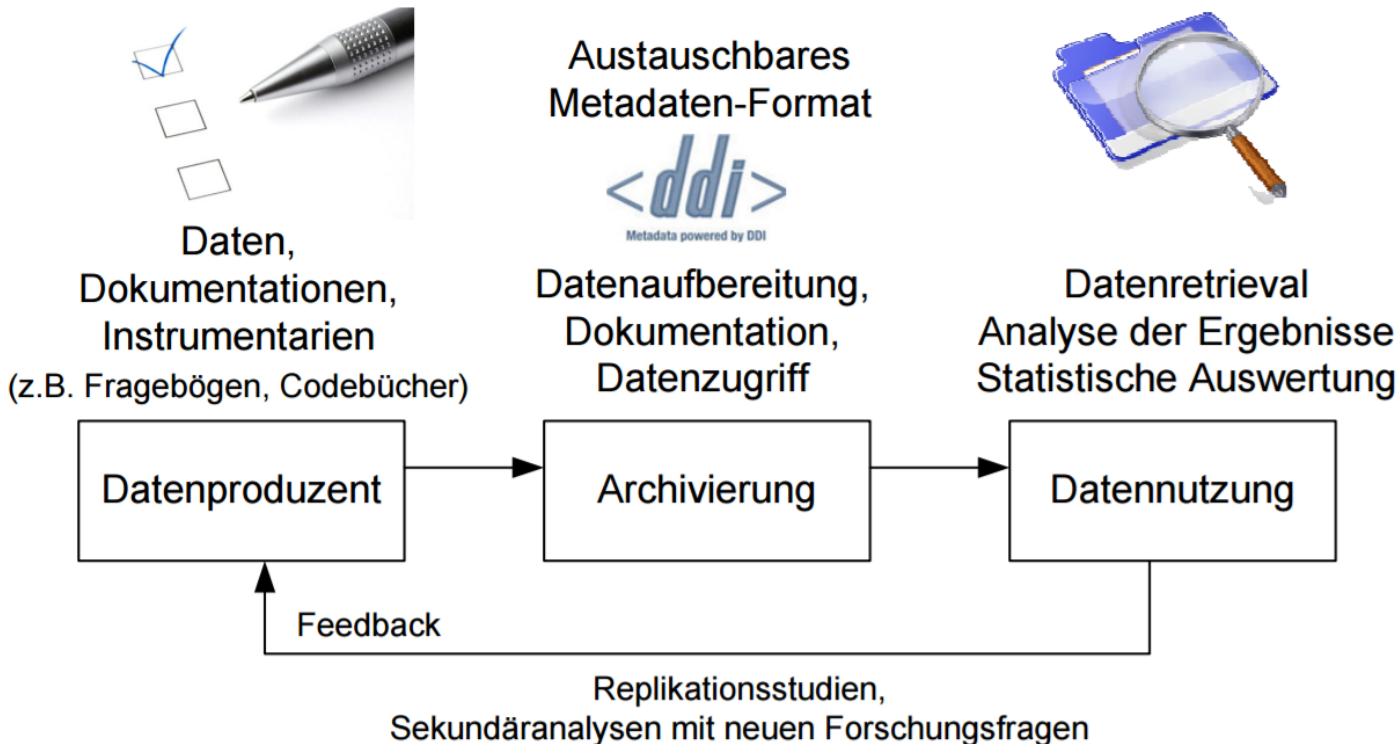 Daten,
Dokumentationen,
Instrumentarien
(z.B. Fragebögen, Codebücher)
Datenproduzent
Austauschbares
Metadaten-Format
<ddi>
Metadata powered by DDI
Datenaufbereitung,
Dokumentation,
Datenzugriff
Archivierung
Datenretrieval
Analyse der Ergebnisse
Statistische Auswertung
Datennutzung
Feedback
Replikationsstudien,
Sekundäranalysen mit neuen Forschungsfragen